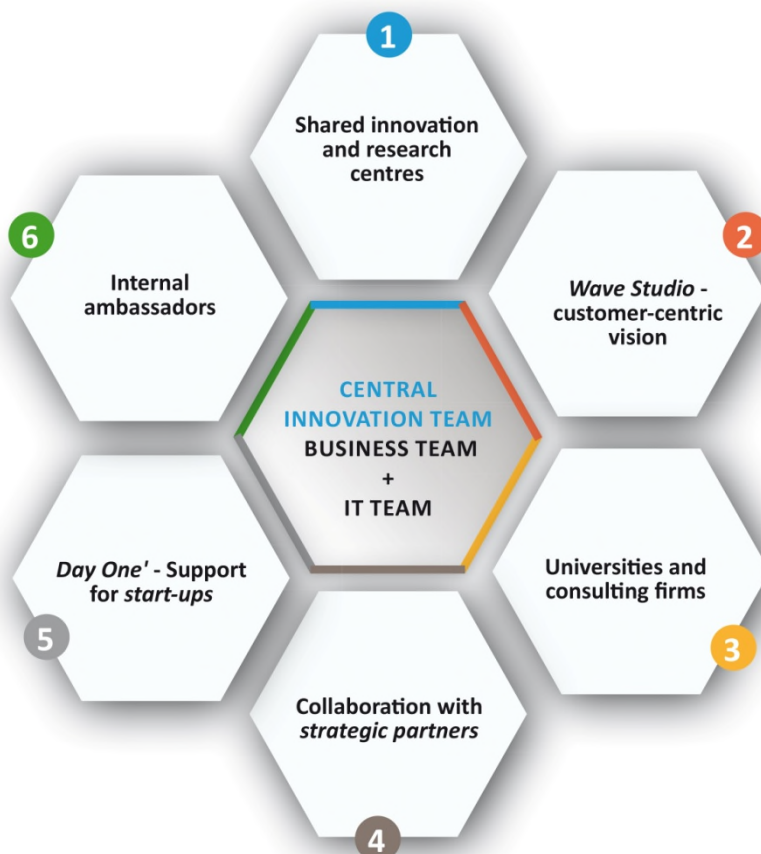 1
Shared innovation
and research
centres
2
Wave Studio -
customer-centric
vision
3
Universities and
consulting firms
4
Collaboration with
strategic partners
5
Day One' - Support
for start-ups
6
Internal
ambassadors
CENTRAL
INNOVATION TEAM
BUSINESS TEAM
+
IT TEAM